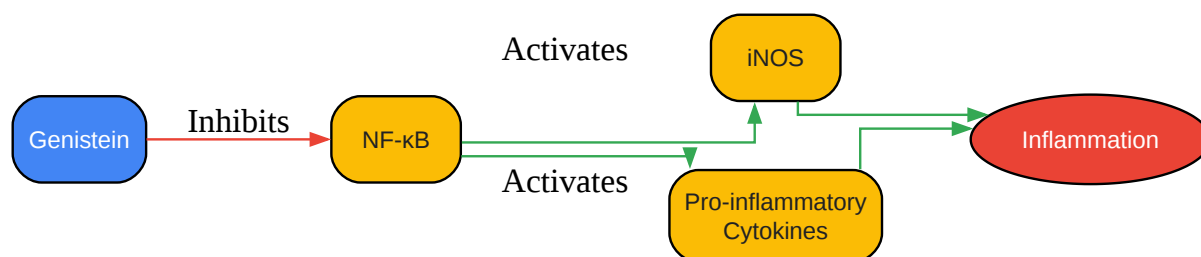 Activates
iNOS
Genistein
Inhibits
NF-κB
Inflammation
Activates
Pro-inflammatory
Cytokines